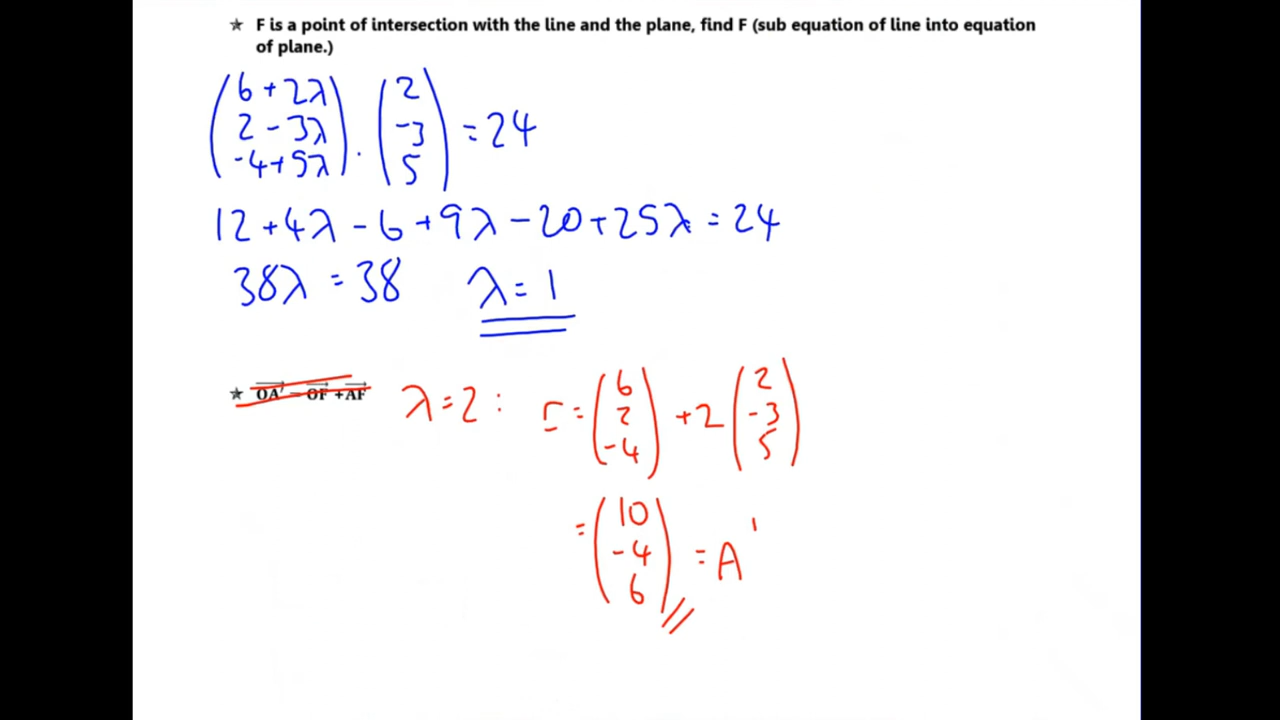 ★ F is a point of intersection with the line and the plane, find F (sub equation of line into equation
of plane.)
(6 + 2λ
2 - 3λ
-4+5λ) . (2
-3
5) = 24
12 + 4λ - 6 + 9λ - 20 + 25λ = 24
38λ = 38 λ = 1
★ OA' = OF + AF λ = 2 : r = (6
2
-4) + 2 (2
-3
5)
= (10
-4
6) = A'